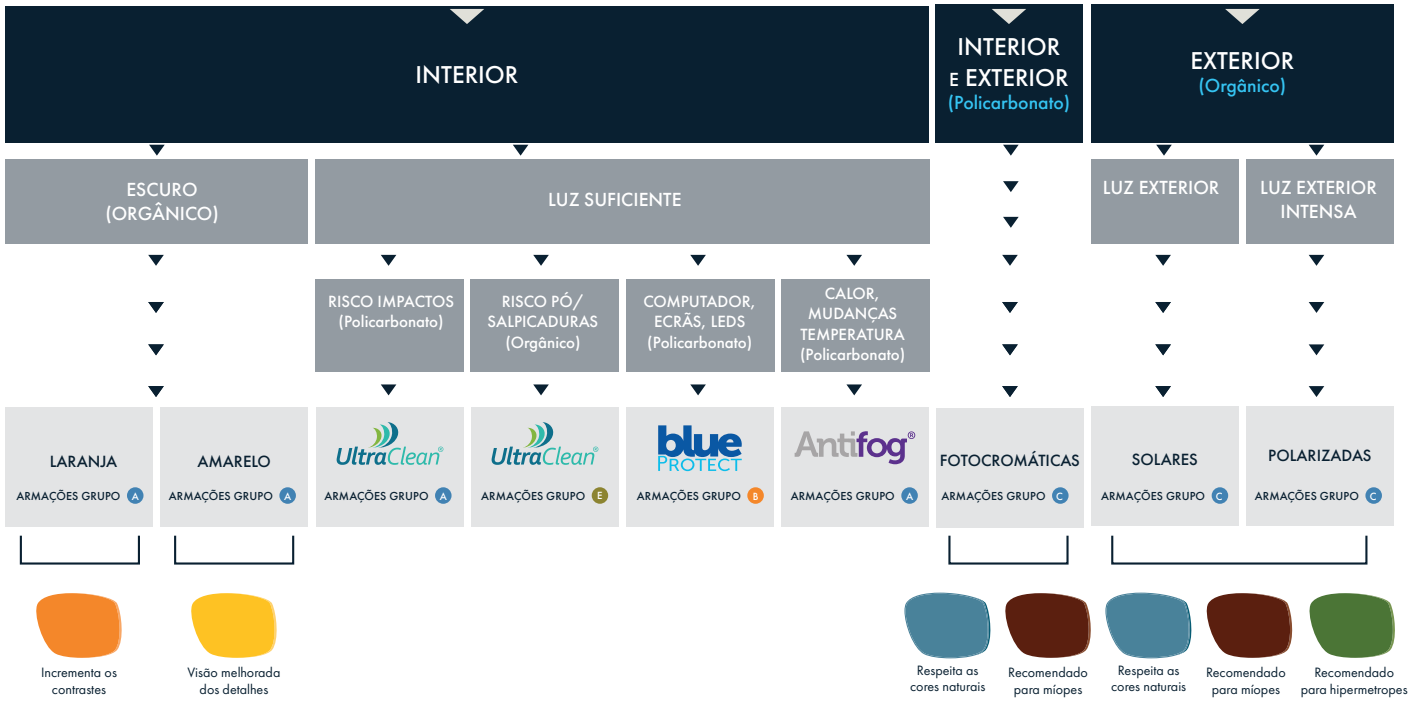 INTERIOR
INTERIOR
E EXTERIOR
(Policarbonato)
EXTERIOR
(Orgânico)
ESCURO
(ORGÂNICO)
LUZ SUFICIENTE
LUZ EXTERIOR
LUZ EXTERIOR
INTENSA
RISCO IMPACTOS
(Policarbonato)
RISCO PÓ/
SALPICADURAS
(Orgânico)
COMPUTADOR,
ECRÃS, LEDS
(Policarbonato)
CALOR,
MUDANÇAS
TEMPERATURA
(Policarbonato)
LARANJA
ARMAÇÕES GRUPO A
AMARELO
ARMAÇÕES GRUPO A
UltraClean®
ARMAÇÕES GRUPO A
UltraClean®
ARMAÇÕES GRUPO E
blue
PROTECT
ARMAÇÕES GRUPO B
Antifog®
ARMAÇÕES GRUPO A
FOTOCROMÁTICAS
ARMAÇÕES GRUPO C
SOLARES
ARMAÇÕES GRUPO C
POLARIZADAS
ARMAÇÕES GRUPO C
Incrementa os
contrastes
Visão melhorada
dos detalhes
Respeita as
cores naturais
Recomendado
para míopes
Respeita as
cores naturais
Recomendado
para míopes
Recomendado
para hipermetropes